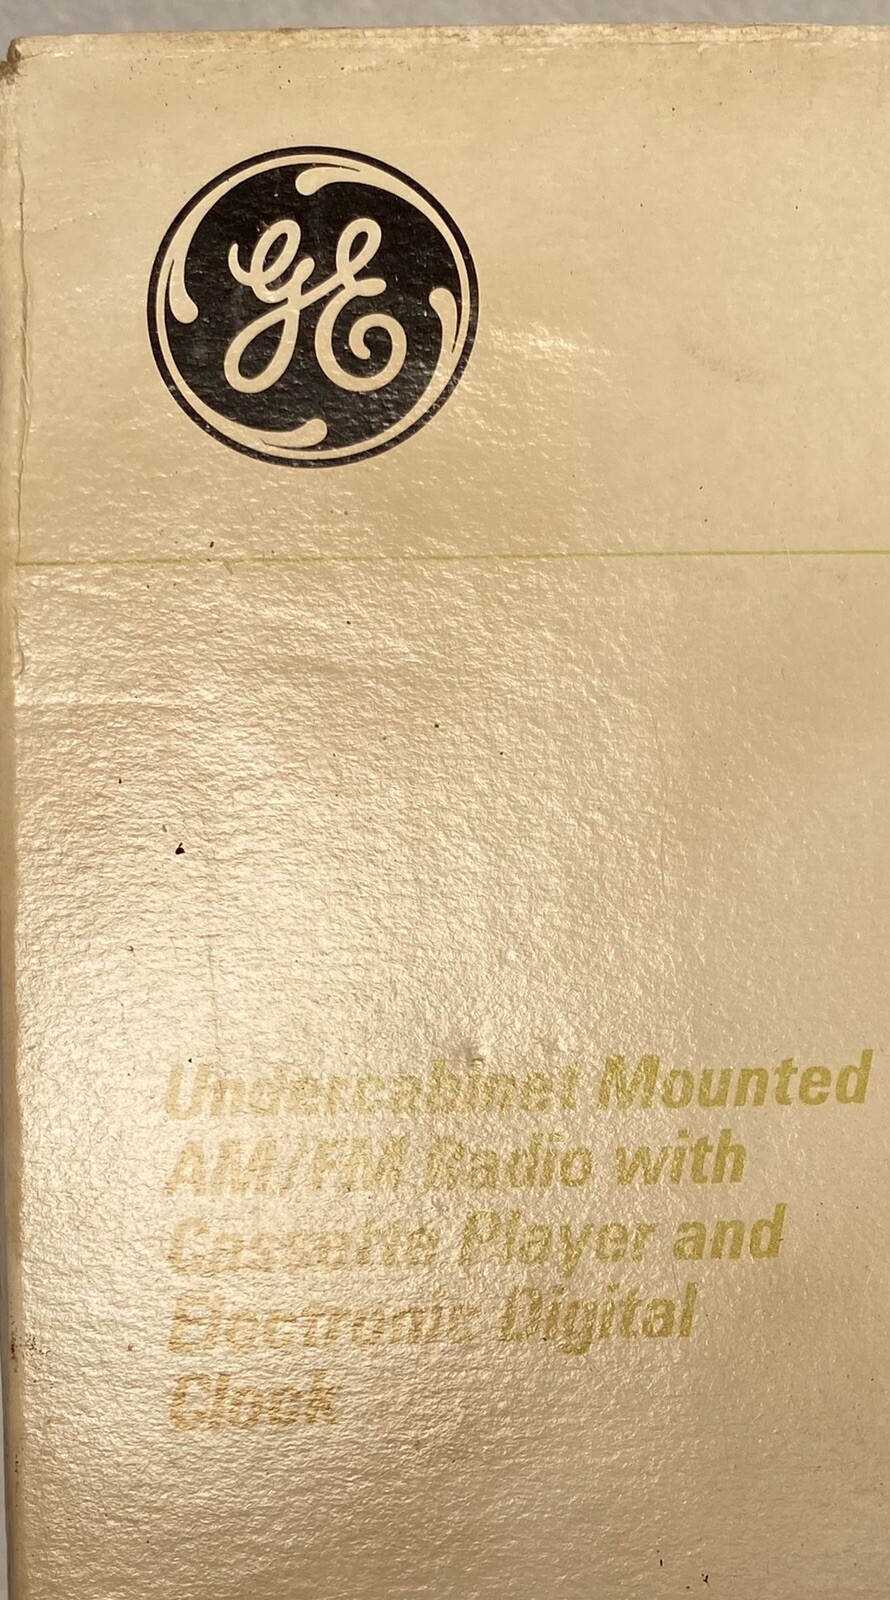 GE
Undercabinet Mounted
AM/FM Radio with
Cassette Player and
Electronic Digital
Clock